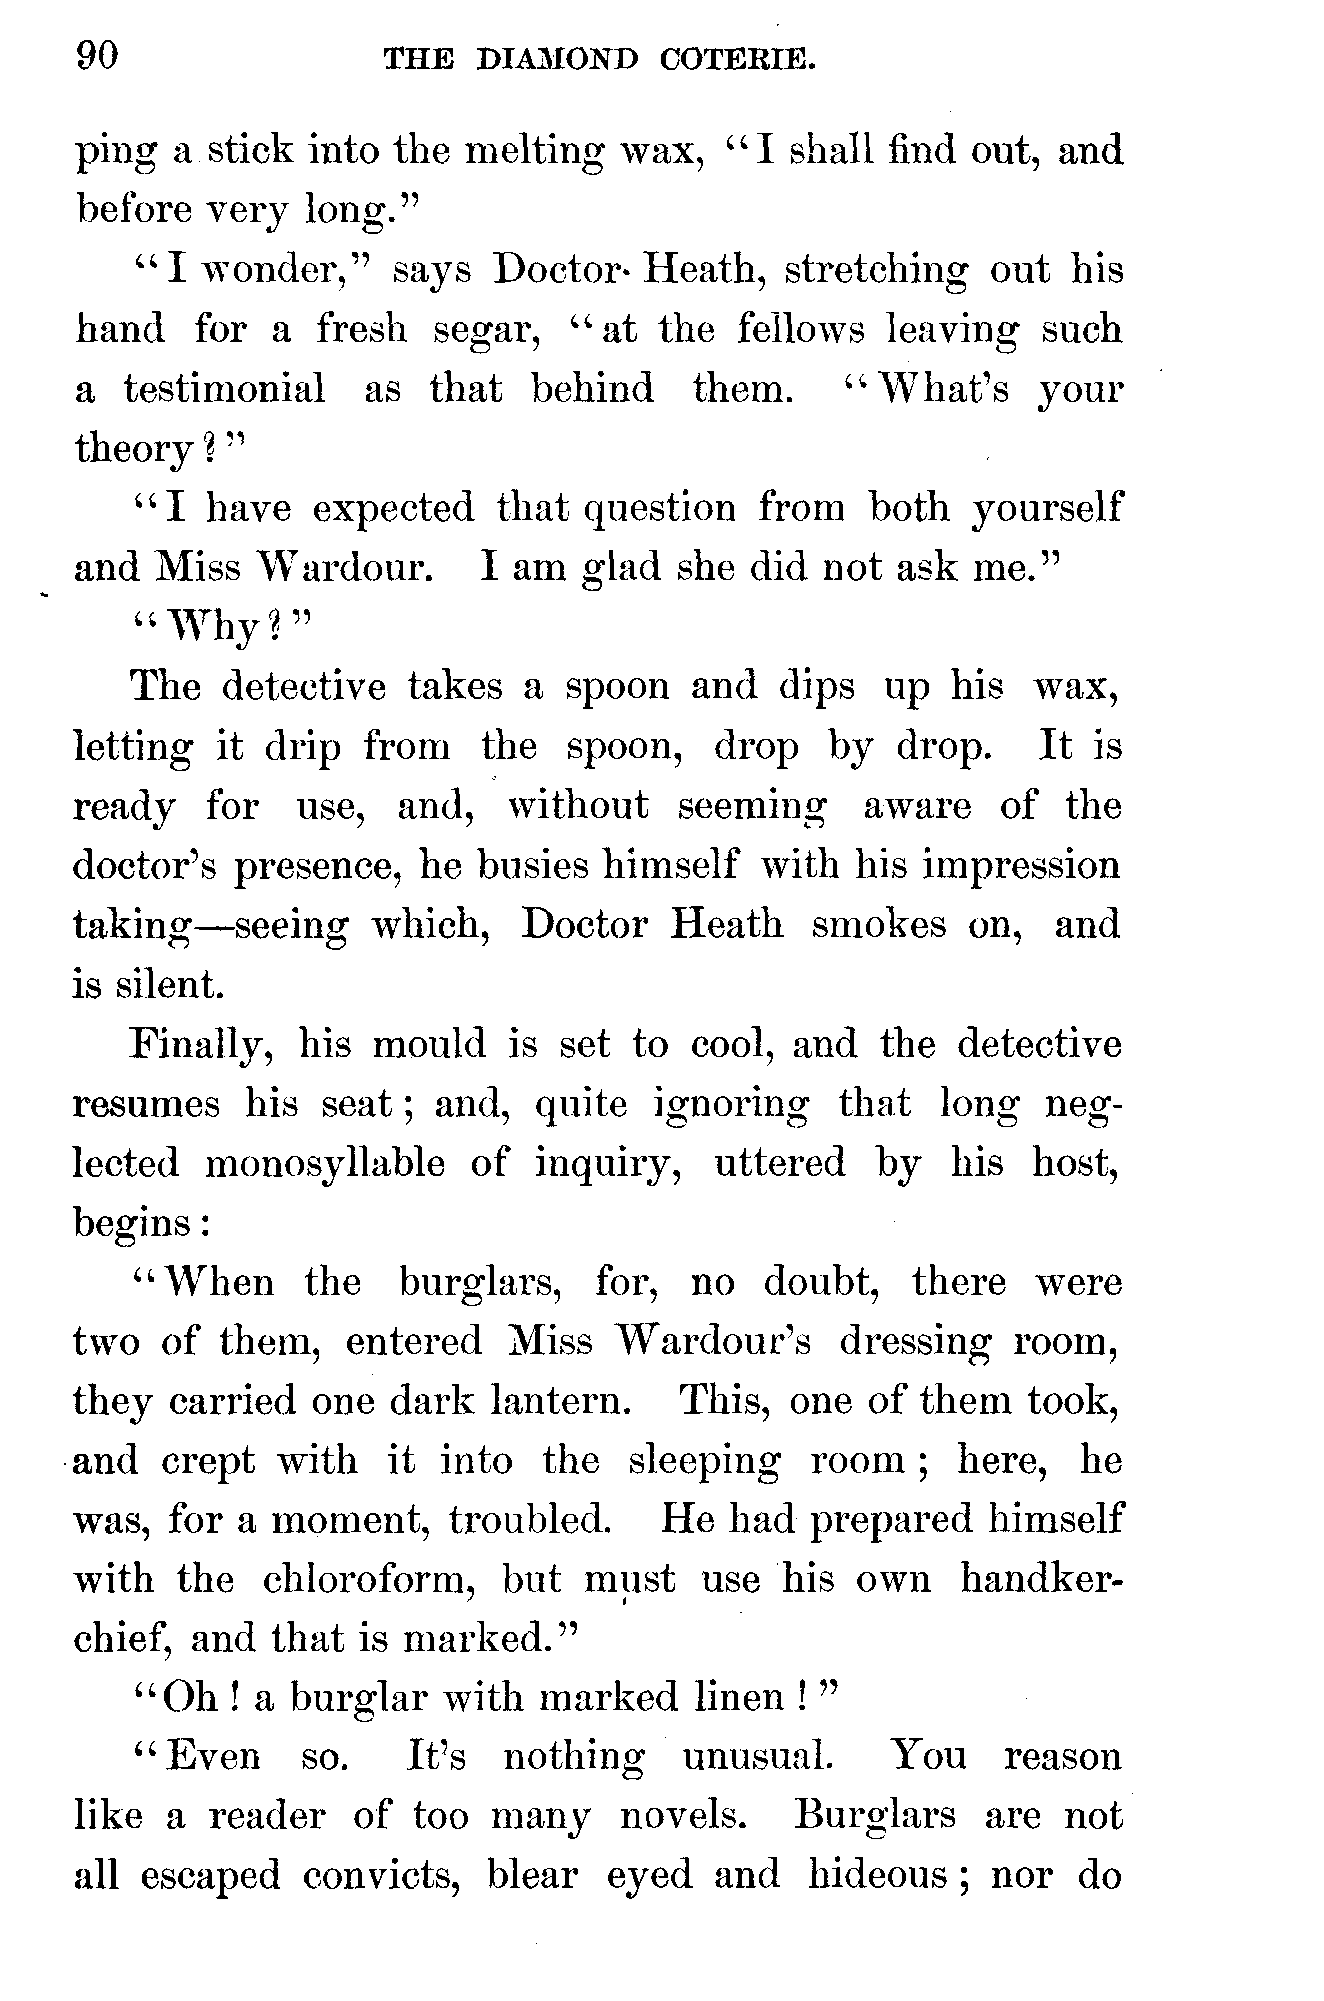 90 THE DIAMOND COTERIE.
ping a stick into the melting wax, “I shall find out, and
before very long.”
“I wonder,” says Doctor Heath, stretching out his
hand for a fresh segar, “at the fellows leaving such
a testimonial as that behind them. “What’s your
theory?”
“I have expected that question from both yourself
and Miss Wardour. I am glad she did not ask me.”
“Why?”
The detective takes a spoon and dips up his wax,
letting it drip from the spoon, drop by drop. It is
ready for use, and, without seeming aware of the
doctor’s presence, he busies himself with his impression
taking—seeing which, Doctor Heath smokes on, and
is silent.
Finally, his mould is set to cool, and the detective
resumes his seat; and, quite ignoring that long neg-
lected monosyllable of inquiry, uttered by his host,
begins:
“When the burglars, for, no doubt, there were
two of them, entered Miss Wardour’s dressing room,
they carried one dark lantern. This, one of them took,
and crept with it into the sleeping room; here, he
was, for a moment, troubled. He had prepared himself
with the chloroform, but must use his own handker-
chief, and that is marked.”
“Oh! a burglar with marked linen!”
“Even so. It’s nothing unusual. You reason
like a reader of too many novels. Burglars are not
all escaped convicts, blear eyed and hideous; nor do